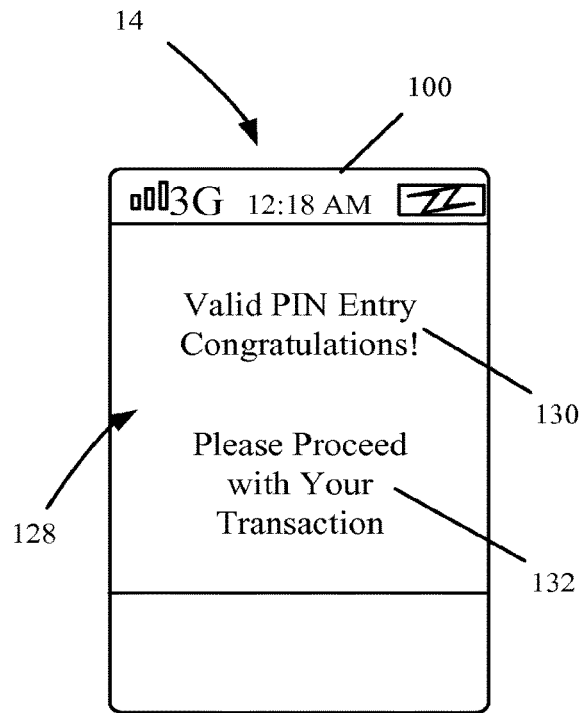 14
100
3G 12:18 AM
Valid PIN Entry
Congratulations!
130
Please Proceed
with Your
Transaction
128
132